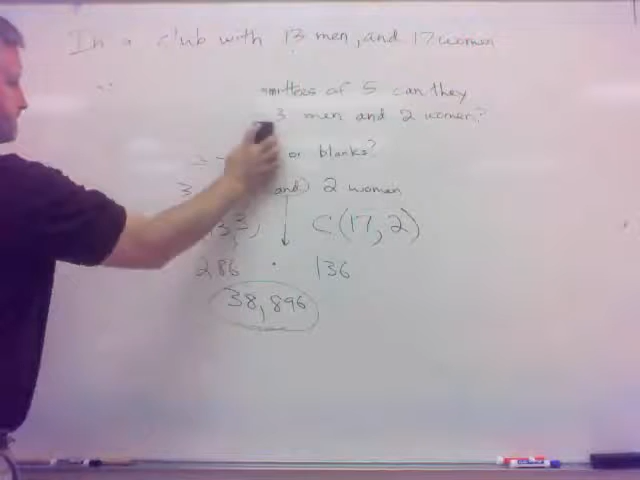 In a club with 13 men, and 17 women
of 5 can they
3 men and 2 women?
or blanks?
3 and 2 women
C(17,2)
286 · 136
38,896